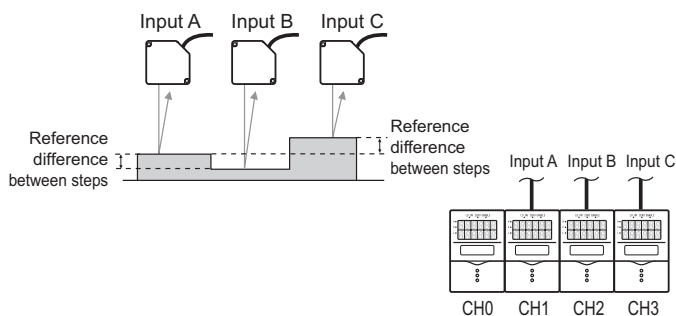 Input A Input B Input C
Reference
difference
between steps
Reference
difference
between steps
Input A Input B Input C
CH0 CH1 CH2 CH3